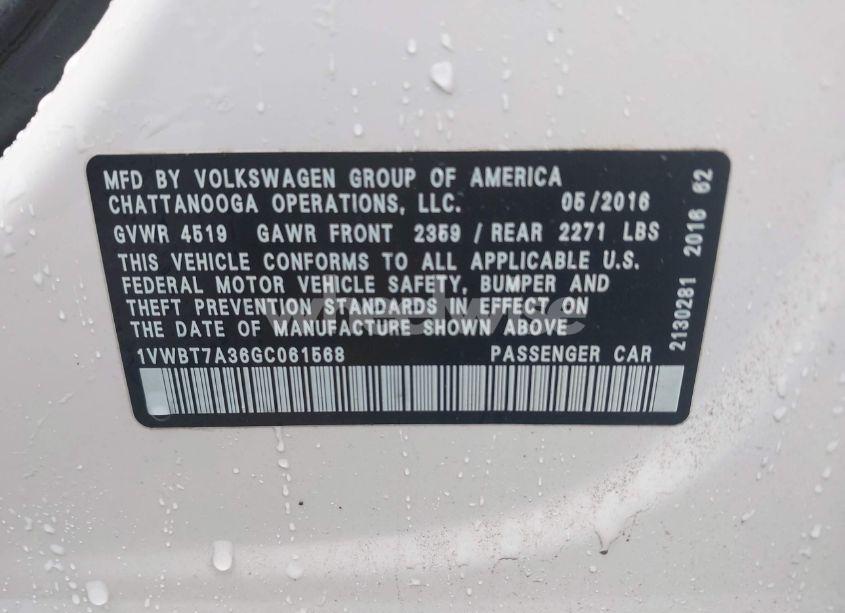 MFD BY VOLKSWAGEN GROUP OF AMERICA
CHATTANOOGA OPERATIONS, LLC. 05/2016
GVWR 4519 GAWR FRONT 2359 / REAR 2271 LBS
THIS VEHICLE CONFORMS TO ALL APPLICABLE U.S.
FEDERAL MOTOR VEHICLE SAFETY, BUMPER AND
THEFT PREVENTION STANDARDS IN EFFECT ON
THE DATE OF MANUFACTURE SHOWN ABOVE
1VWBT7A36GC061568 PASSENGER CAR
2130281 2016 62